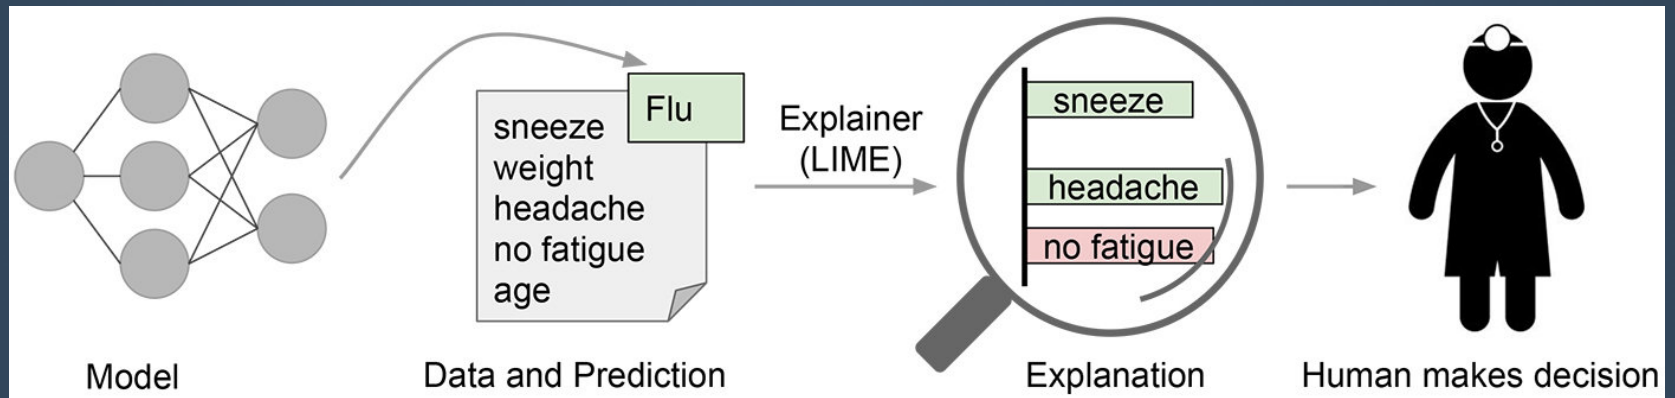 sneeze
weight
headache
no fatigue
age
Flu
Explainer
(LIME)
sneeze
headache
no fatigue
Model
Data and Prediction
Explanation
Human makes decision